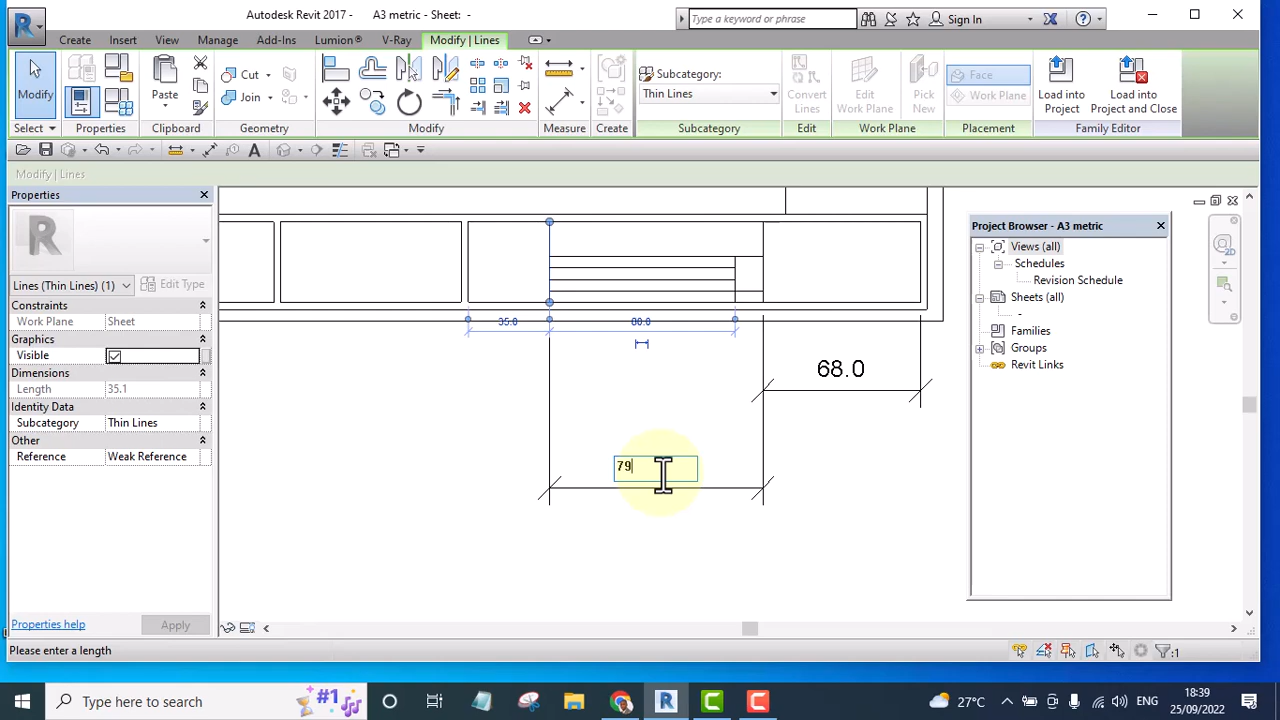 Autodesk Revit 2017 - A3 metric - Sheet: -
Type a keyword or phrase
Sign In
Create Insert View Manage Add-Ins Lumion® V-Ray Modify | Lines
Modify
Paste
Cut
Join
Subcategory:
Thin Lines
Convert Lines
Edit Work Plane
Pick New
Face
Work Plane
Load into Project
Load into Project and Close
Select Properties Clipboard Geometry Modify Measure Create Subcategory Edit Work Plane Placement Family Editor
Modify | Lines
Properties
Lines (Thin Lines) (1)
Edit Type
Constraints
Work Plane Sheet
Graphics
Visible
Dimensions
Length 35.1
Identity Data
Subcategory Thin Lines
Other
Reference Weak Reference
Properties help
Apply
35.0
80.0
68.0
79
Project Browser - A3 metric
Views (all)
Schedules
Revision Schedule
Sheets (all)
-
Families
Groups
Revit Links
Please enter a length
:1
Type here to search
#1
27°C
ENG
18:39
25/09/2022